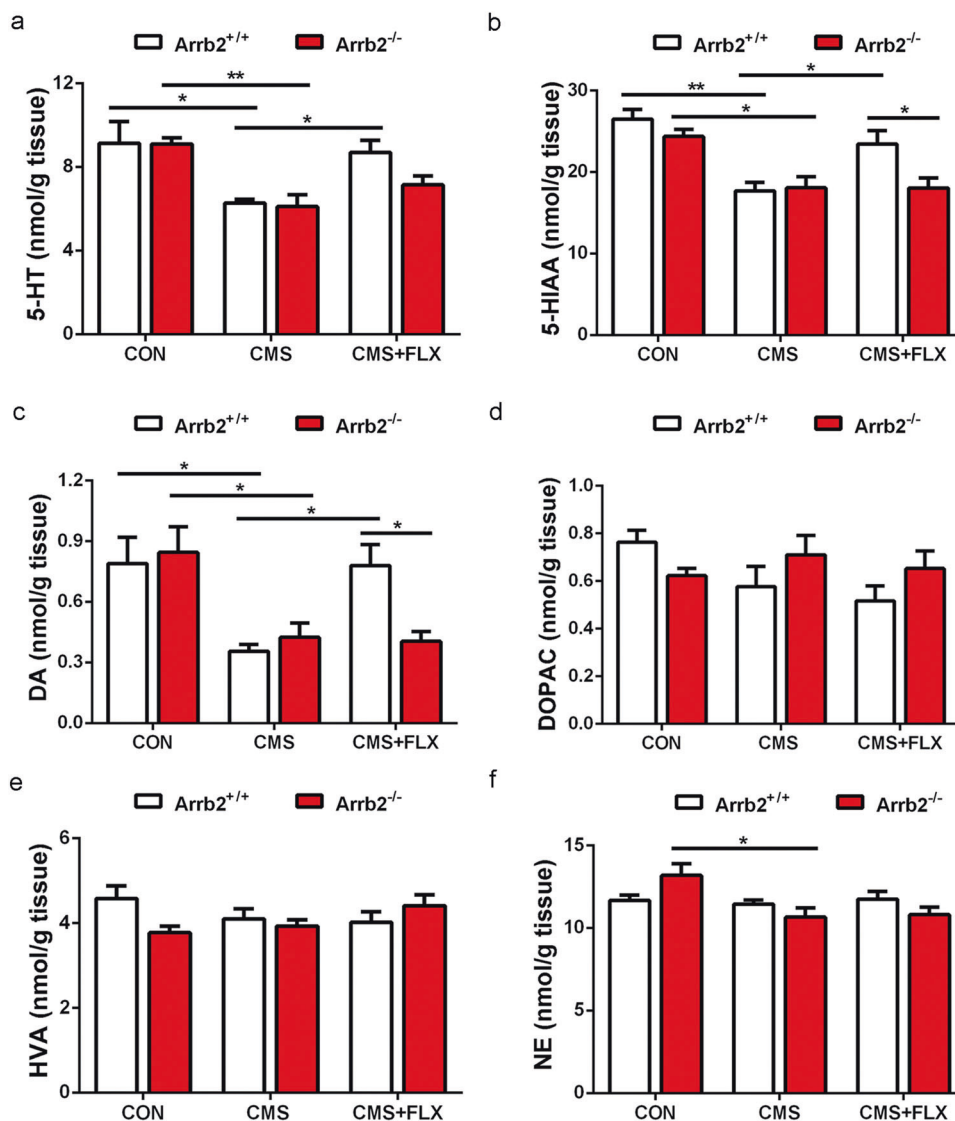 a
Arrb2+/+ Arrb2-/-
5-HT (nmol/g tissue)
12
9
8
4
0
* ** *
CON CMS CMS+FLX
b
Arrb2+/+ Arrb2-/-
5-HIAA (nmol/g tissue)
30
20
10
0
** * * *
CON CMS CMS+FLX
c
Arrb2+/+ Arrb2-/-
DA (nmol/g tissue)
1.2
0.9
0.6
0.3
0.0
* * * *
CON CMS CMS+FLX
d
Arrb2+/+ Arrb2-/-
DOPAC (nmol/g tissue)
1.0
0.8
0.6
0.4
0.2
0.0
CON CMS CMS+FLX
e
Arrb2+/+ Arrb2-/-
HVA (nmol/g tissue)
6
4
2
0
CON CMS CMS+FLX
f
Arrb2+/+ Arrb2-/-
NE (nmol/g tissue)
15
10
5
0
*
CON CMS CMS+FLX